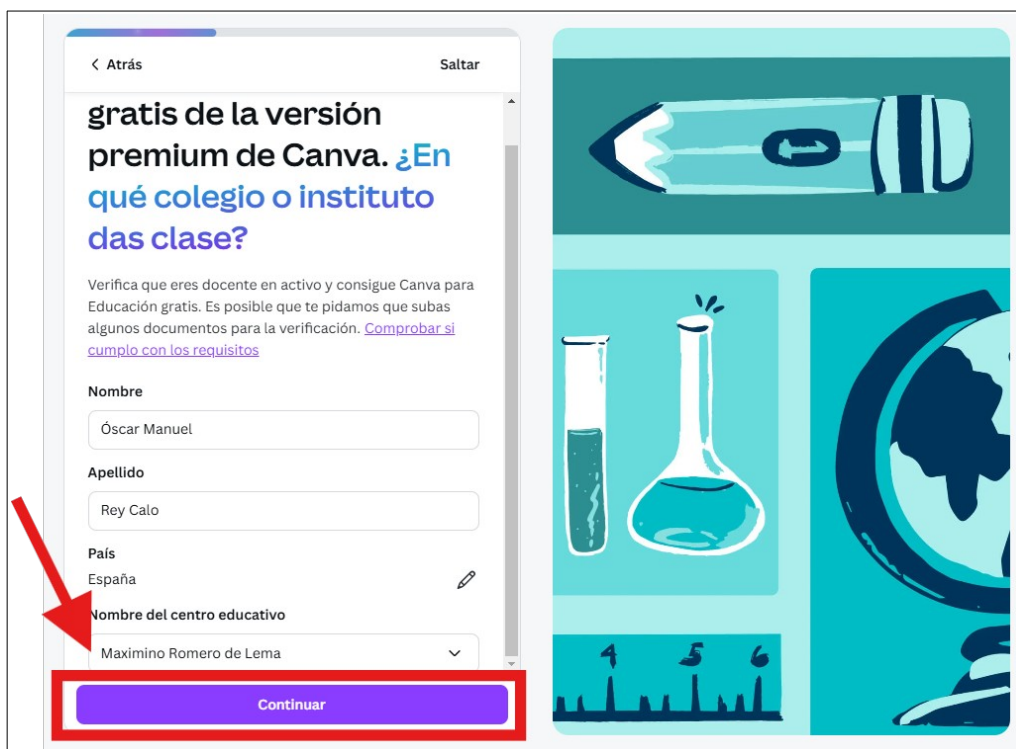 Atrás
Saltar
gratis de la versión
premium de Canva. ¿En
qué colegio o instituto
das clase?
Verifica que eres docente en activo y consigue Canva para
Educación gratis. Es posible que te pidamos que subas
algunos documentos para la verificación. Comprobar si
cumplo con los requisitos
Nombre
Óscar Manuel
Apellido
Rey Calo
País
España
Nombre del centro educativo
Maximino Romero de Lema
Continuar
4 5 6